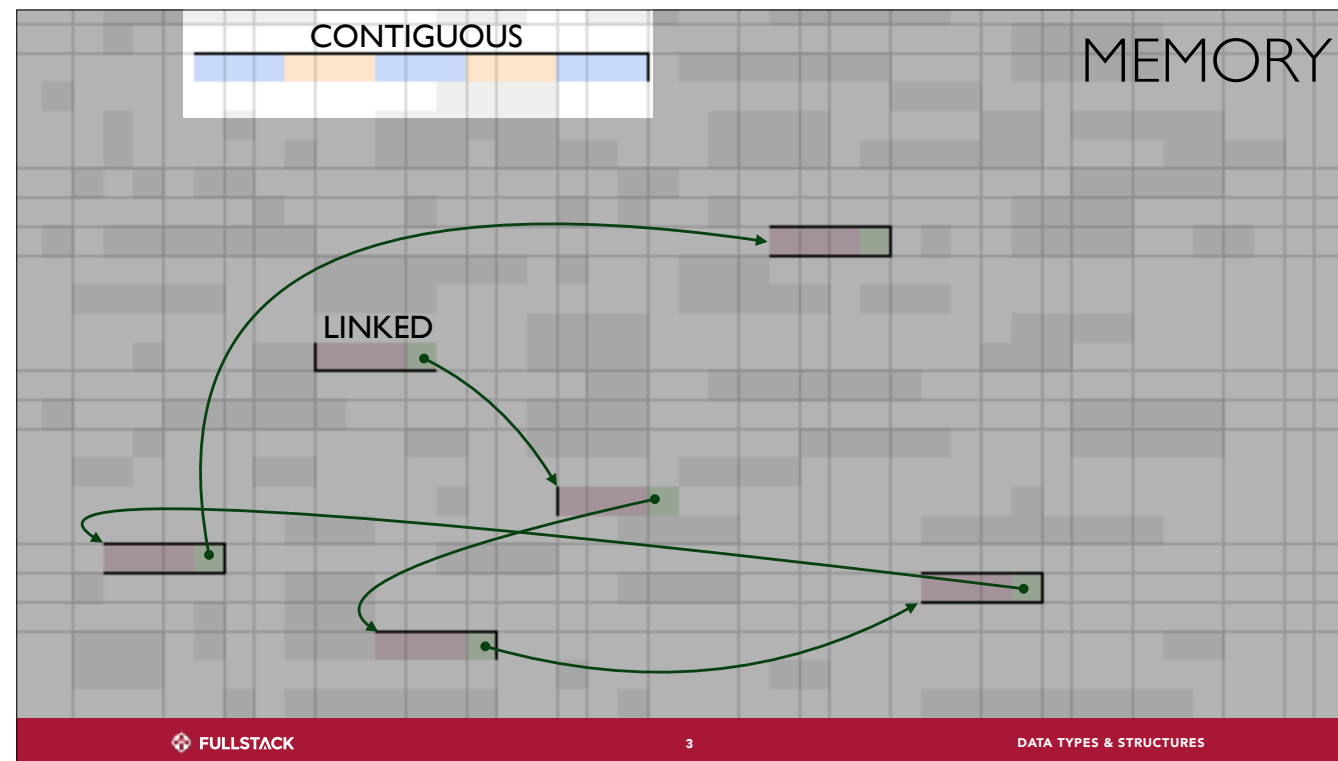 CONTIGUOUS
MEMORY
LINKED
FULLSTACK
3
DATA TYPES & STRUCTURES